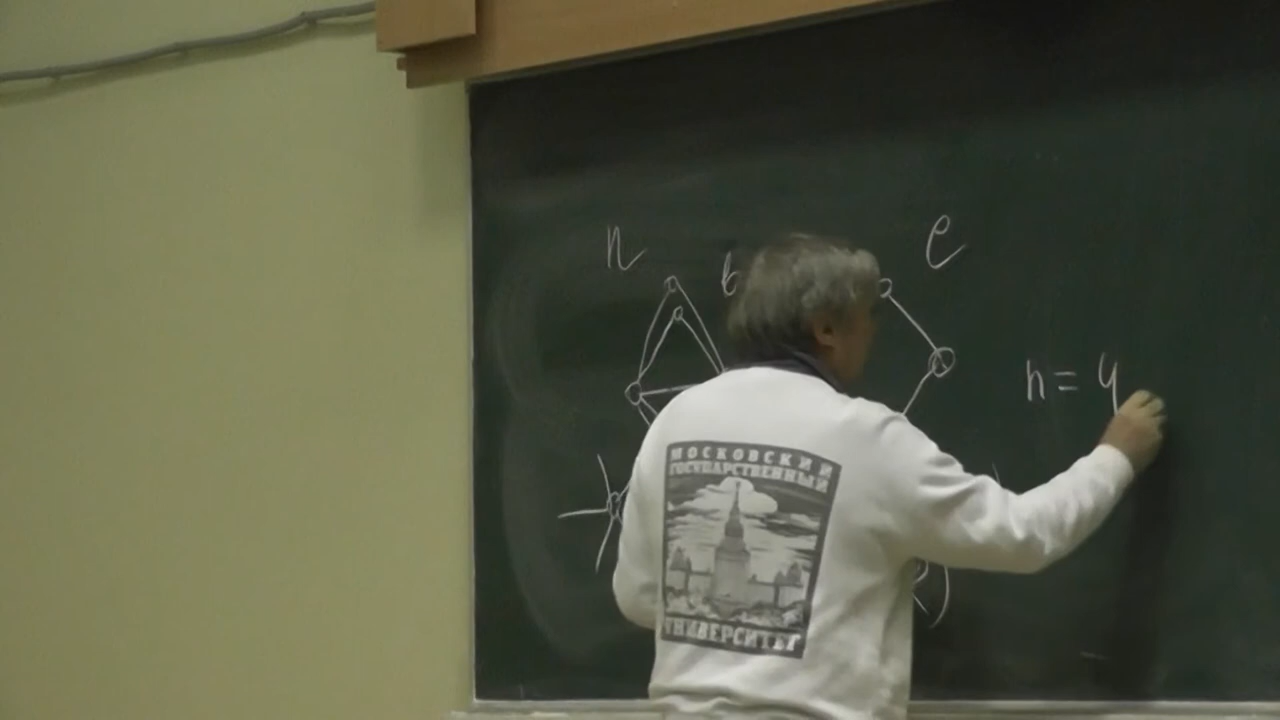 n
e
n = 4
МОСКОВСКИЙ
ГОСУДАРСТВЕННЫЙ
УНИВЕРСИТЕТ